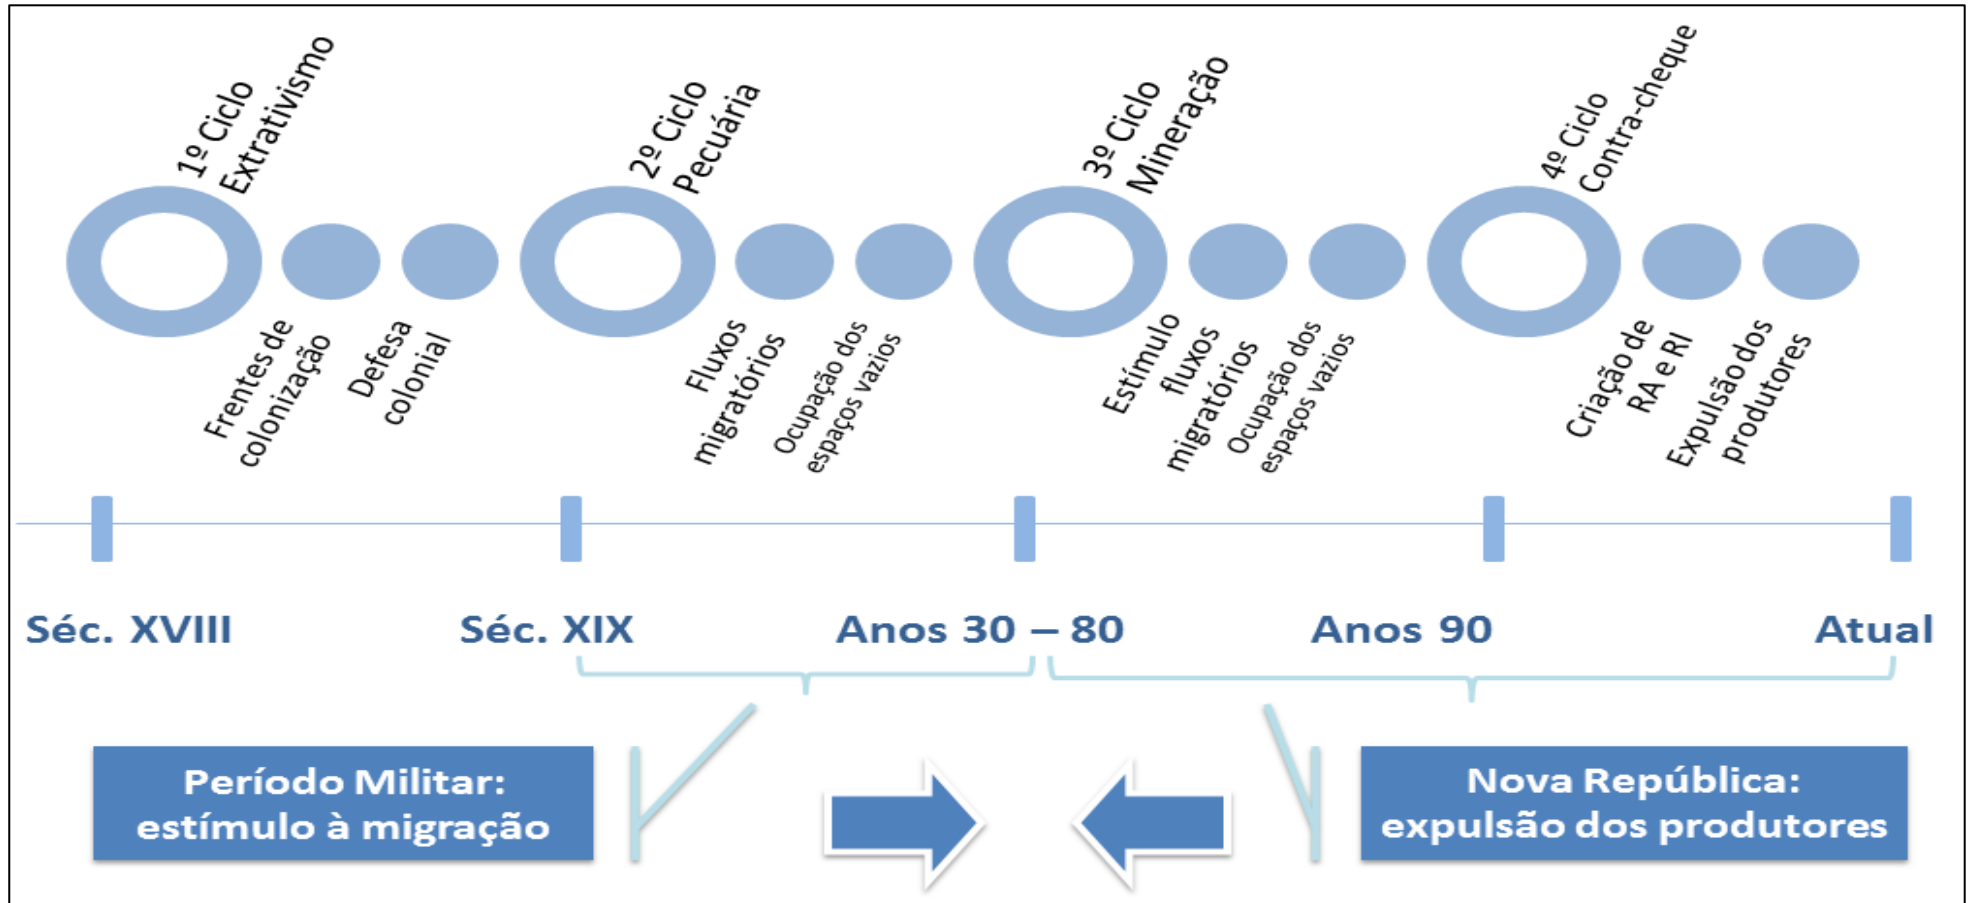 1º Ciclo
Extrativismo
Frentes de
colonização
Defesa
colonial
2º Ciclo
Pecuária
Fluxos
migratórios
Ocupação dos
espaços vazios
3º Ciclo
Mineração
Estímulo
fluxos
migratórios
Ocupação dos
espaços vazios
4º Ciclo
Contra-cheque
Criação de
RA e RI
Expulsão dos
produtores
Séc. XVIII
Séc. XIX
Anos 30 – 80
Anos 90
Atual
Período Militar:
estímulo à migração
Nova República:
expulsão dos produtores